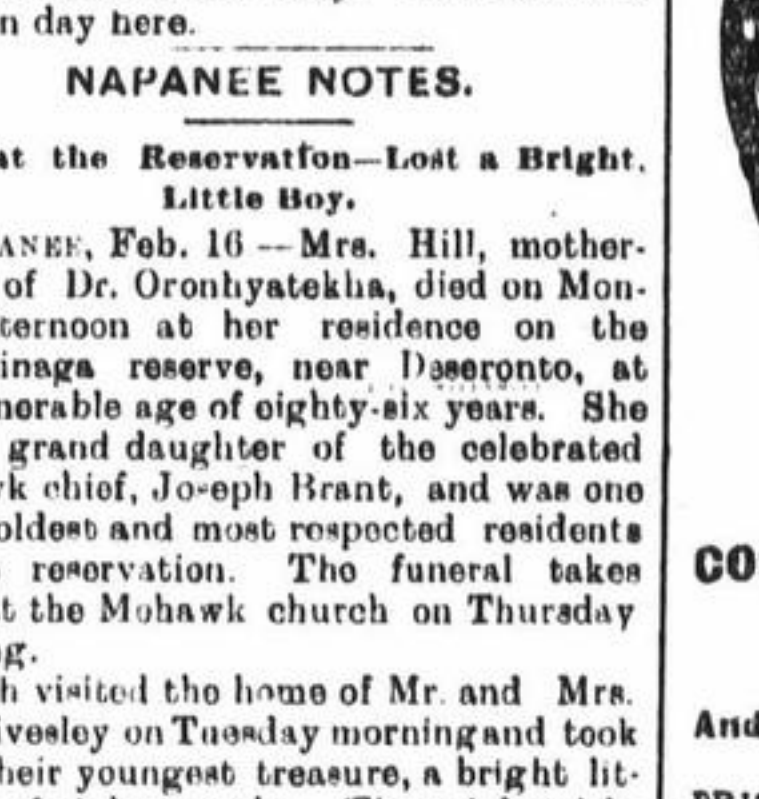 n day here.
NAPANEE NOTES.
at the Reservation—Lost a Bright.
Little Boy.
ANEE, Feb. 16 — Mrs. Hill, mother-
of Dr. Oronhyatekha, died on Mon-
ternoon at her residence on the
inaga reserve, near Deseronto, at
nerable age of eighty-six years. She
grand daughter of the celebrated
k chief, Joseph Brant, and was one
oldest and most respected residents
reservation. The funeral takes
t the Mohawk church on Thursday
g.
h visited the home of Mr. and Mrs.
ivesley on Tuesday morning and took
heir youngest treasure, a bright lit-
CO
And